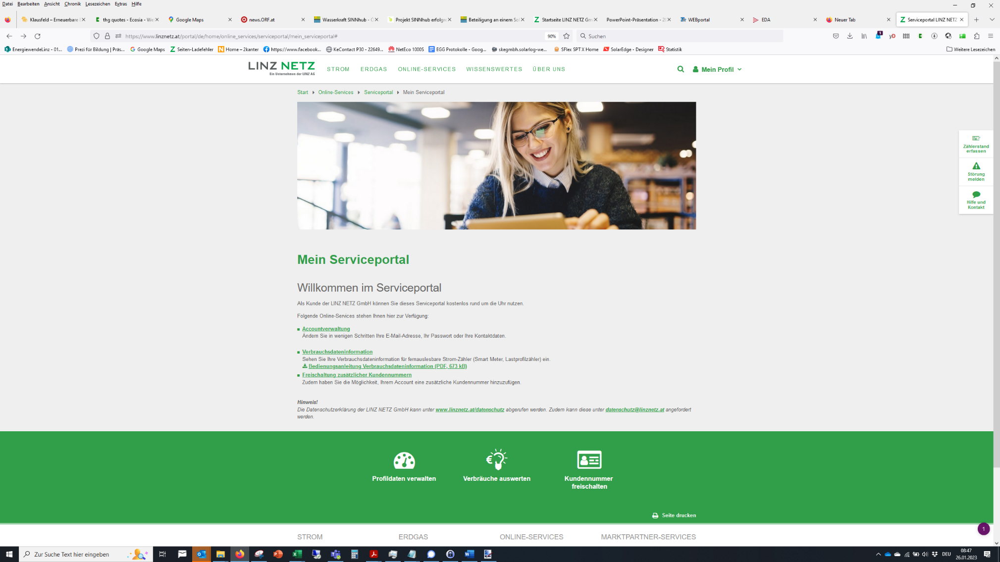 Datei Bearbeiten Ansicht Chronik Lesezeichen Extras Hilfe
Klausfeld – Erneuerbare
thg quotes - Ecosia - We
Google Maps
news.ORF.at
Wasserkraft SINNhub - Ö
Projekt SINNhub erfolgre
Beteiligung an einem So
Startseite LINZ NETZ Gm
PowerPoint-Präsentation - 20
WEBportal
EDA
Neuer Tab
Serviceportal LINZ NETZ
https://www.linznetz.at/portal/de/home/online_services/serviceportal/mein_serviceportal#
90%
Suchen
1
EnergiewendeLinz - 01...
Prezi für Bildung | Präs...
Google Maps
Seiten-Ladefehler
Home – 2kanter
https://www.facebook...
KeContact P30 - 22649...
NetEco 1000S
EGG Protokolle - Goog...
skegmbh.solarlog-we...
SFlex SPT X Home
SolarEdge - Designer
Statistik
Weitere Lesezeichen
LINZ NETZ
Ein Unternehmen der LINZ AG
STROM ERDGAS ONLINE-SERVICES WISSENSWERTES ÜBER UNS
Mein Profil
Start Online-Services Serviceportal Mein Serviceportal
Zählerstand
erfassen
Störung
melden
Hilfe und
Kontakt
Mein Serviceportal
Willkommen im Serviceportal
Als Kunde der LINZ NETZ GmbH können Sie dieses Serviceportal kostenlos rund um die Uhr nutzen.
Folgende Online-Services stehen Ihnen hier zur Verfügung:
Accountverwaltung
Ändern Sie in wenigen Schritten Ihre E-Mail-Adresse, Ihr Passwort oder Ihre Kontaktdaten.
Verbrauchsdateninformation
Sehen Sie Ihre Verbrauchsdateninformation für fernauslesbare Strom-Zähler (Smart Meter, Lastprofilzähler) ein.
Bedienungsanleitung Verbrauchsdateninformation (PDF, 673 kB)
Freischaltung zusätzlicher Kundennummern
Zudem haben Sie die Möglichkeit, Ihrem Account eine zusätzliche Kundennummer hinzuzufügen.
Hinweis!
Die Datenschutzerklärung der LINZ NETZ GmbH kann unter www.linznetz.at/datenschutz abgerufen werden. Zudem kann diese unter datenschutz@linznetz.at angefordert
werden.
Profildaten verwalten
Verbräuche auswerten
Kundennummer
freischalten
Seite drucken
1
STROM ERDGAS ONLINE-SERVICES MARKTPARTNER-SERVICES
Zur Suche Text hier eingeben
DEU
08:47
26.01.2023